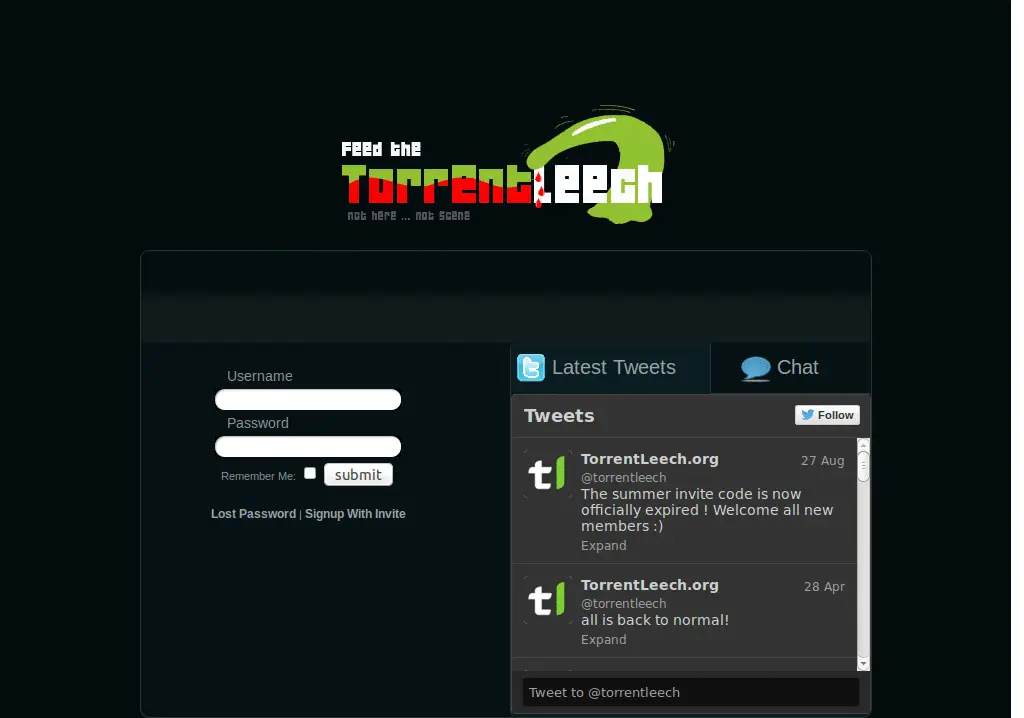 Feed the
TorrentLeech
not here ... not scene
Username
Password
Remember Me:
submit
Lost Password | Signup With Invite
Latest Tweets
Chat
Tweets
Follow
TorrentLeech.org
27 Aug
@torrentleech
The summer invite code is now
officially expired ! Welcome all new
members :)
Expand
TorrentLeech.org
28 Apr
@torrentleech
all is back to normal!
Expand
Tweet to @torrentleech
tl
tl